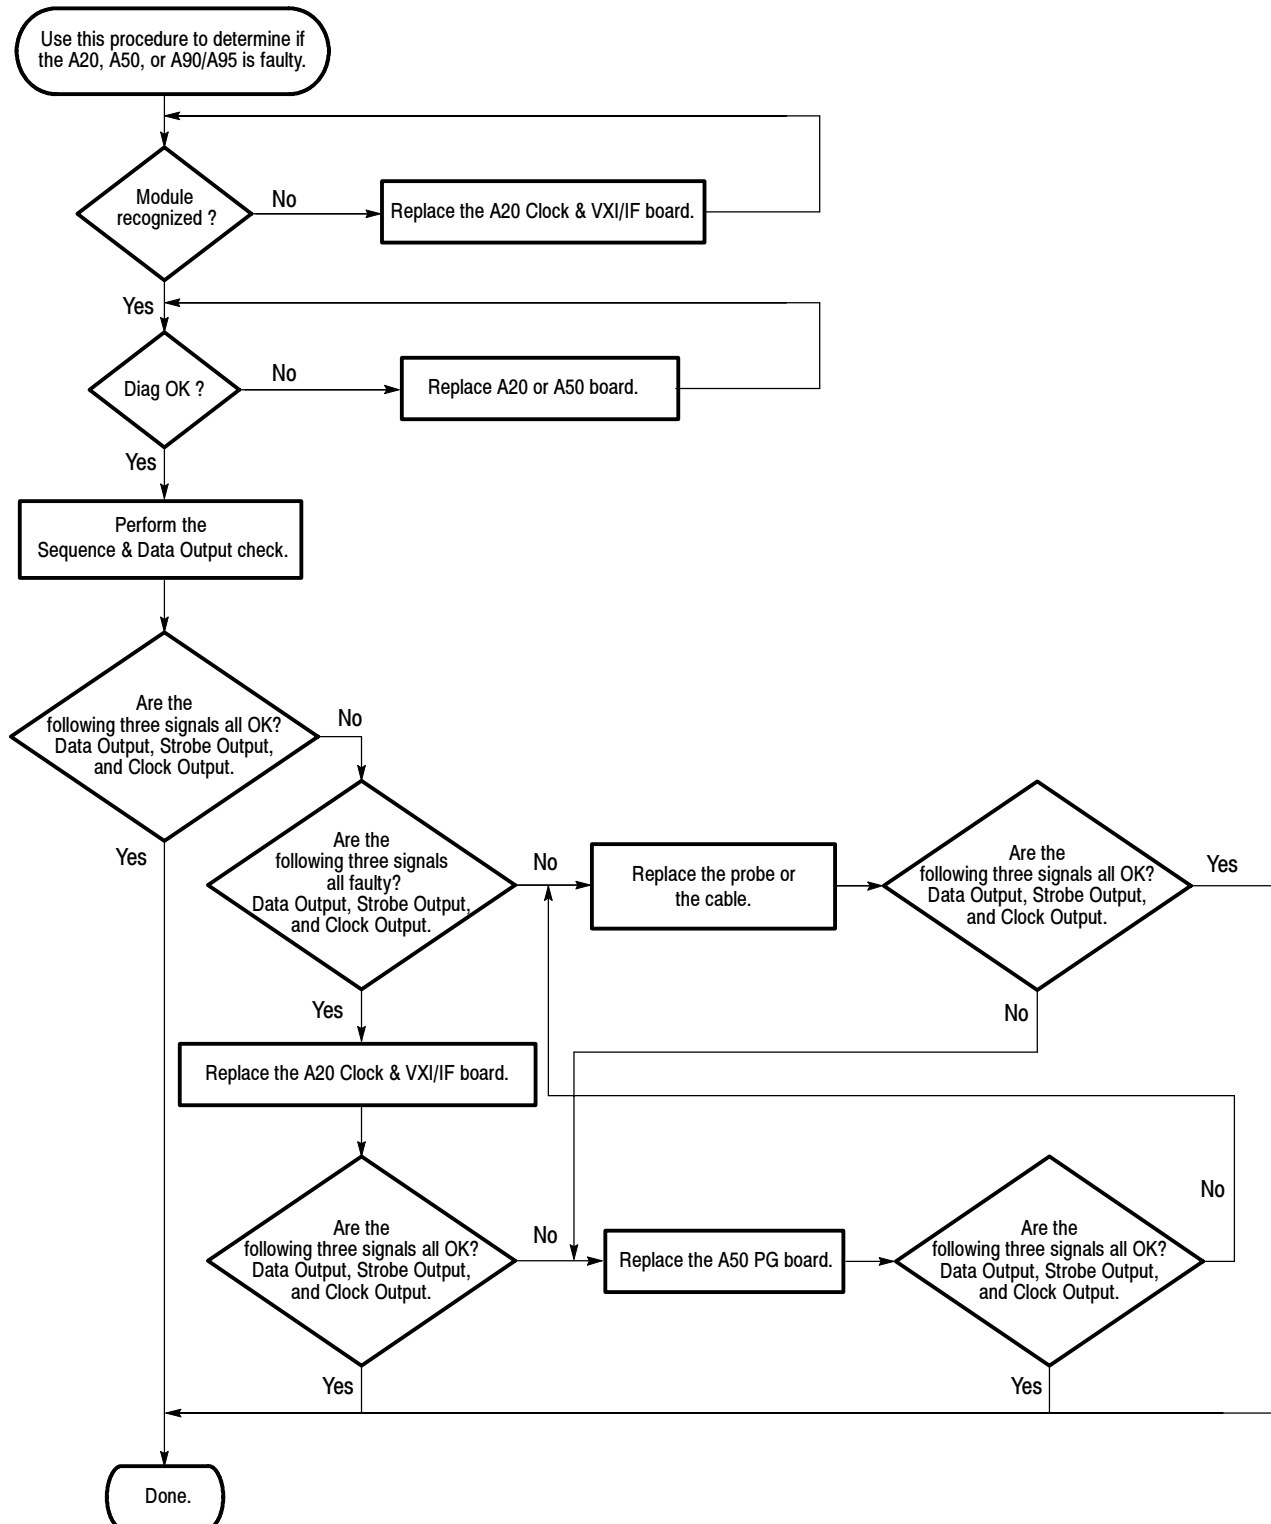 Use this procedure to determine if
the A20, A50, or A90/A95 is faulty.
Module
recognized ?
No
Replace the A20 Clock & VXI/IF board.
Yes
Diag OK ?
No
Replace A20 or A50 board.
Yes
Perform the
Sequence & Data Output check.
Are the
following three signals all OK?
Data Output, Strobe Output,
and Clock Output.
No
Yes
Are the
following three signals
all faulty?
Data Output, Strobe Output,
and Clock Output.
No
Replace the probe or
the cable.
Are the
following three signals all OK?
Data Output, Strobe Output,
and Clock Output.
Yes
No
Yes
Replace the A20 Clock & VXI/IF board.
Are the
following three signals all OK?
Data Output, Strobe Output,
and Clock Output.
No
Replace the A50 PG board.
Are the
following three signals all OK?
Data Output, Strobe Output,
and Clock Output.
No
Yes
Yes
Done.